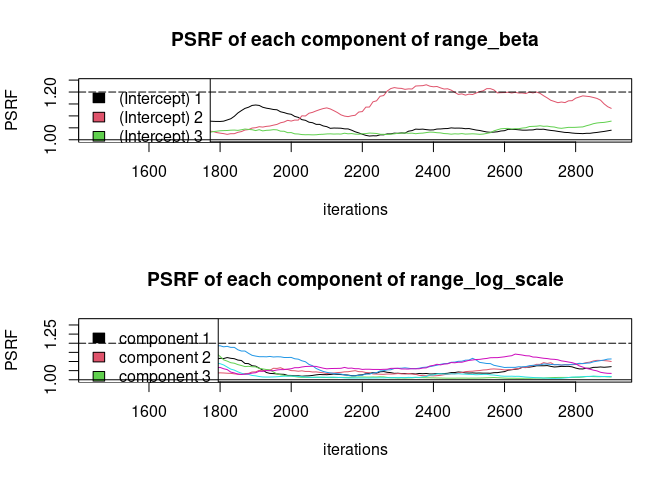 PSRF of each component of range_beta
PSRF
1.00
1.20
(Intercept) 1
(Intercept) 2
(Intercept) 3
1600 1800 2000 2200 2400 2600 2800
iterations
PSRF of each component of range_log_scale
PSRF
1.00
1.25
component 1
component 2
component 3
1600 1800 2000 2200 2400 2600 2800
iterations